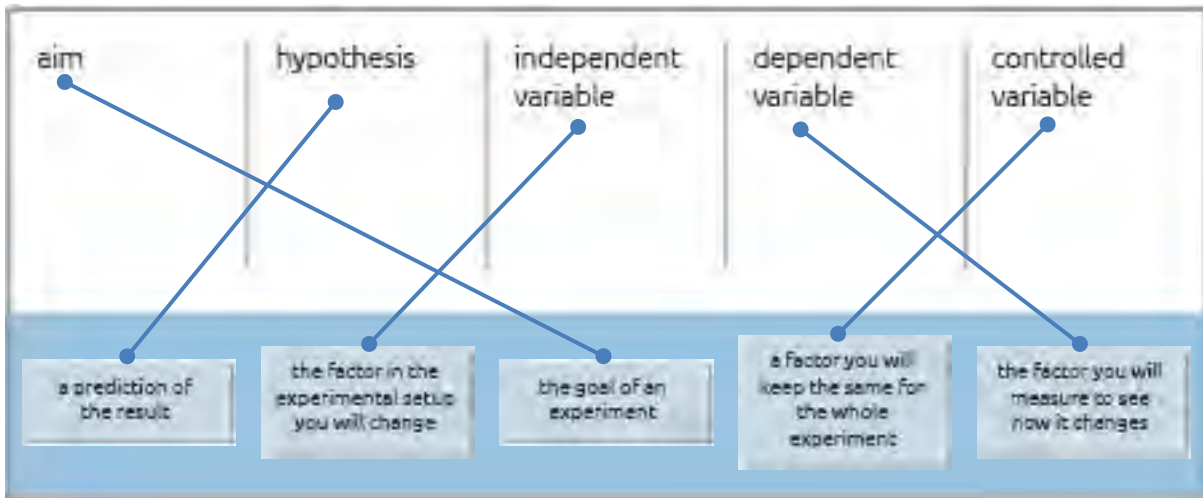 aim
hypothesis
independent
variable
dependent
variable
controlled
variable
a prediction of
the result
the factor in the
experimental setup
you will change
the goal of an
experiment
a factor you will
keep the same for
the whole
experiment
the factor you will
measure to see
how it changes